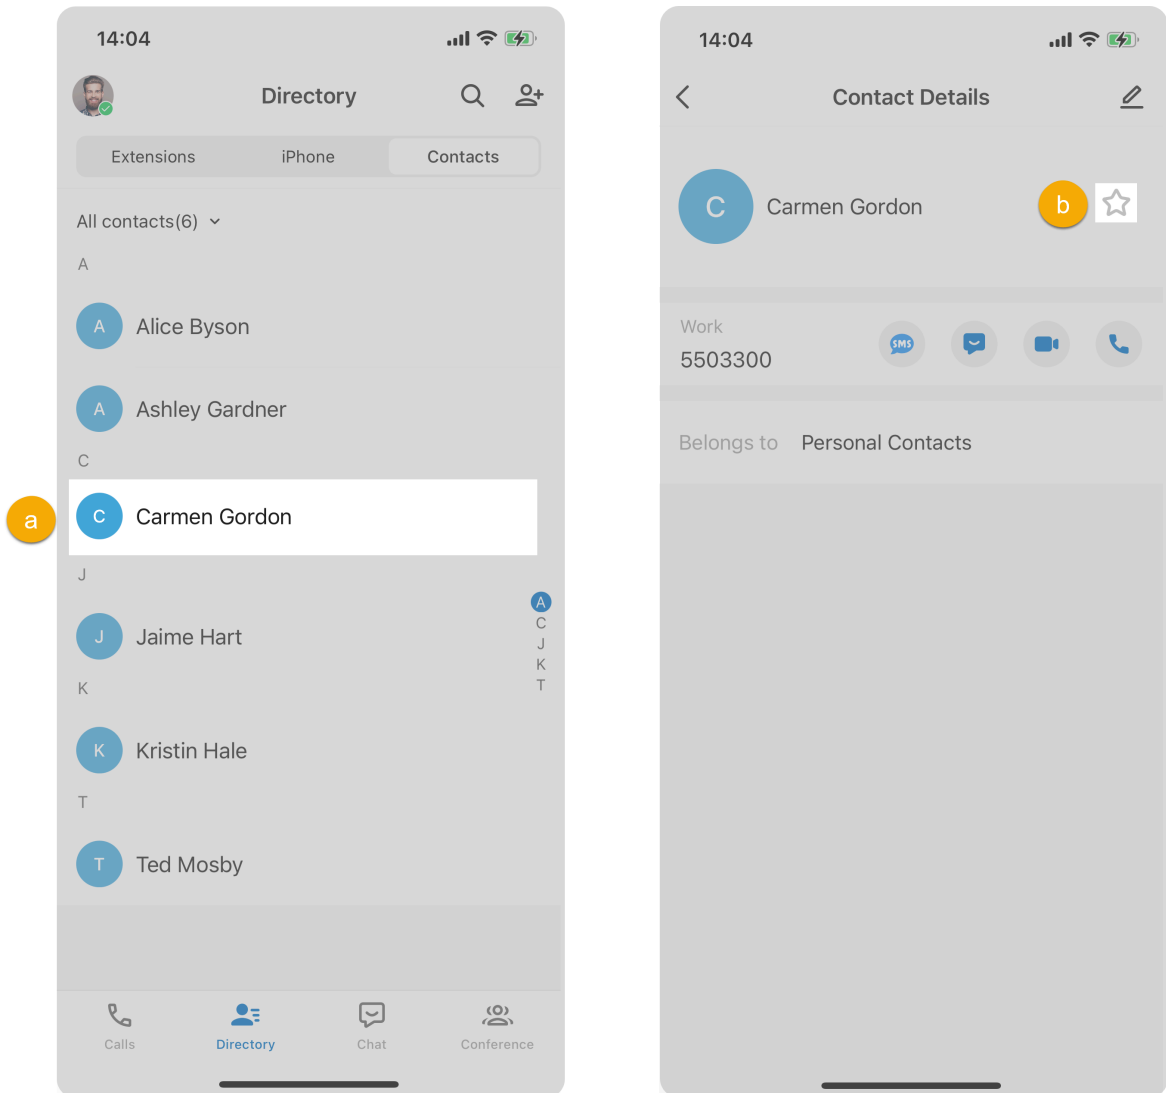 14:04
Directory
Extensions
iPhone
Contacts
All contacts(6)
A
A
Alice Byson
A
Ashley Gardner
C
a
C
Carmen Gordon
J
J
Jaime Hart
K
K
Kristin Hale
T
T
Ted Mosby
A
C
J
K
T
Calls
Directory
Chat
Conference
14:04
Contact Details
C
Carmen Gordon
b
Work
5503300
SMS
Belongs to
Personal Contacts